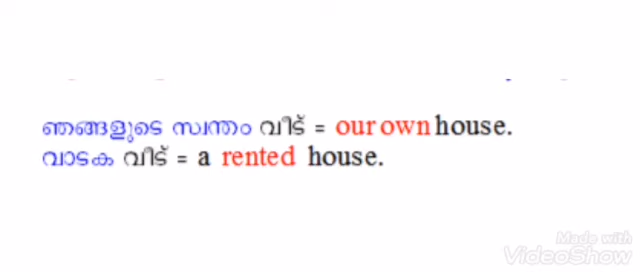 ഞങ്ങളുടെ സ്വന്തം വീട് = our own house.
വാടക വീട് = a rented house.
Made with
VideoShow